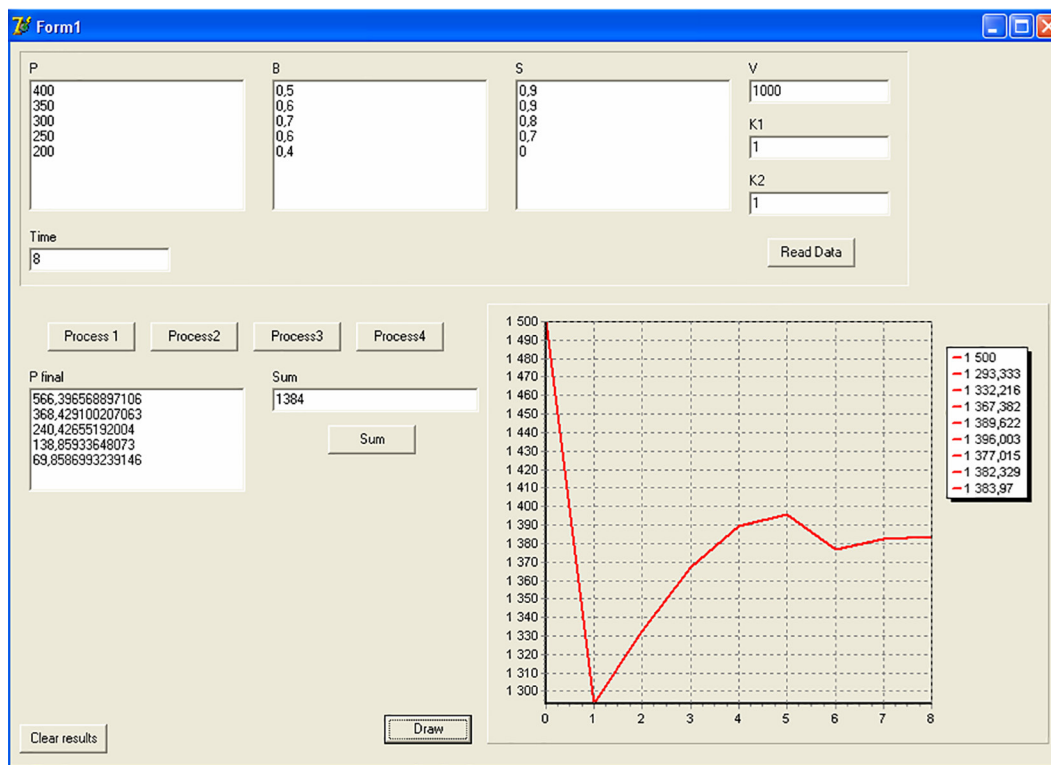 Form1
P
B
S
V
400
350
300
250
200
0,5
0,6
0,7
0,6
0,4
0,9
0,9
0,8
0,7
0
1000
K1
1
K2
1
Time
8
Read Data
Process 1
Process2
Process3
Process4
P final
566,396568897106
368,429100207063
240,42655192004
138,85933648073
69,8586993239146
Sum
1384
Sum
1 500
1 490
1 480
1 470
1 460
1 450
1 440
1 430
1 420
1 410
1 400
1 390
1 380
1 370
1 360
1 350
1 340
1 330
1 320
1 310
1 300
0 1 2 3 4 5 6 7 8
1 500
1 293,333
1 332,216
1 367,382
1 389,622
1 396,003
1 377,015
1 382,329
1 383,97
Clear results
Draw